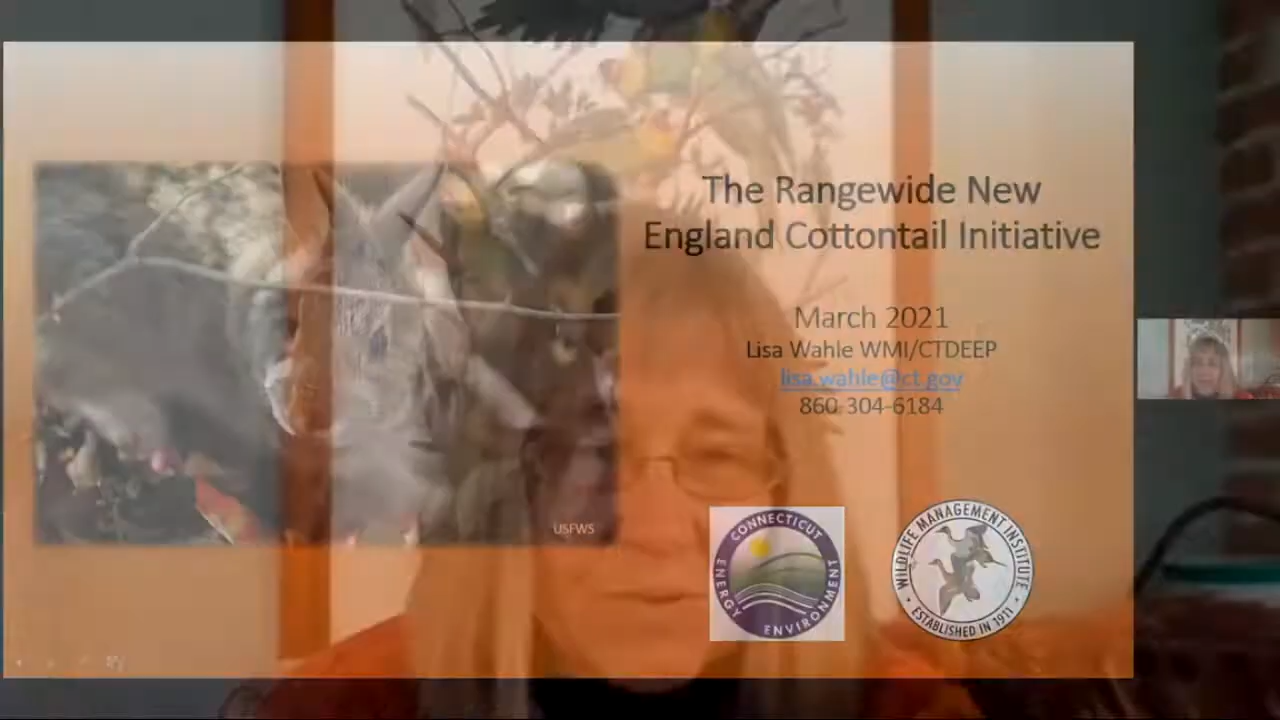 The Rangewide New
England Cottontail Initiative
March 2021
Lisa Wahle WMI/CTDEEP
lisa.wahle@ct.gov
860 304-6184
USFWS
CONNECTICUT
ENERGY ENVIRONMENT
WILDLIFE MANAGEMENT INSTITUTE
• ESTABLISHED IN 1911 •